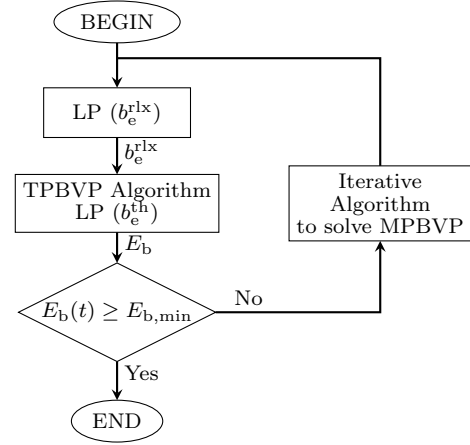 BEGIN
LP (b_e^rlx)
b_e^rlx
TPBVP Algorithm
LP (b_e^th)
E_b
E_b(t) ≥ E_b,min
No
Yes
END
Iterative
Algorithm
to solve MPBVP